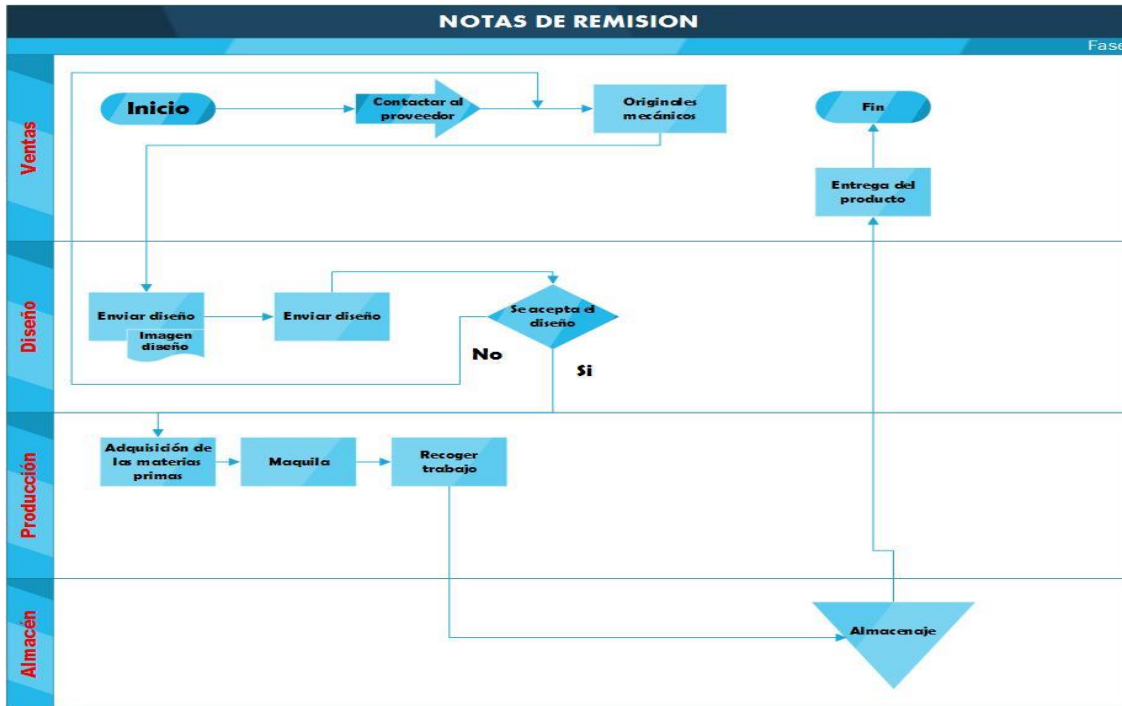 NOTAS DE REMISION
Fase
Ventas
Inicio
Contactar al
proveedor
Originales
mecánicos
Fin
Entrega del
producto
Diseño
Enviar diseño
Imagen
diseño
Enviar diseño
Se acepta el
diseño
No
Si
Producción
Adquisición de
las materias
primas
Maquila
Recoger
trabajo
Almacén
Almacenaje